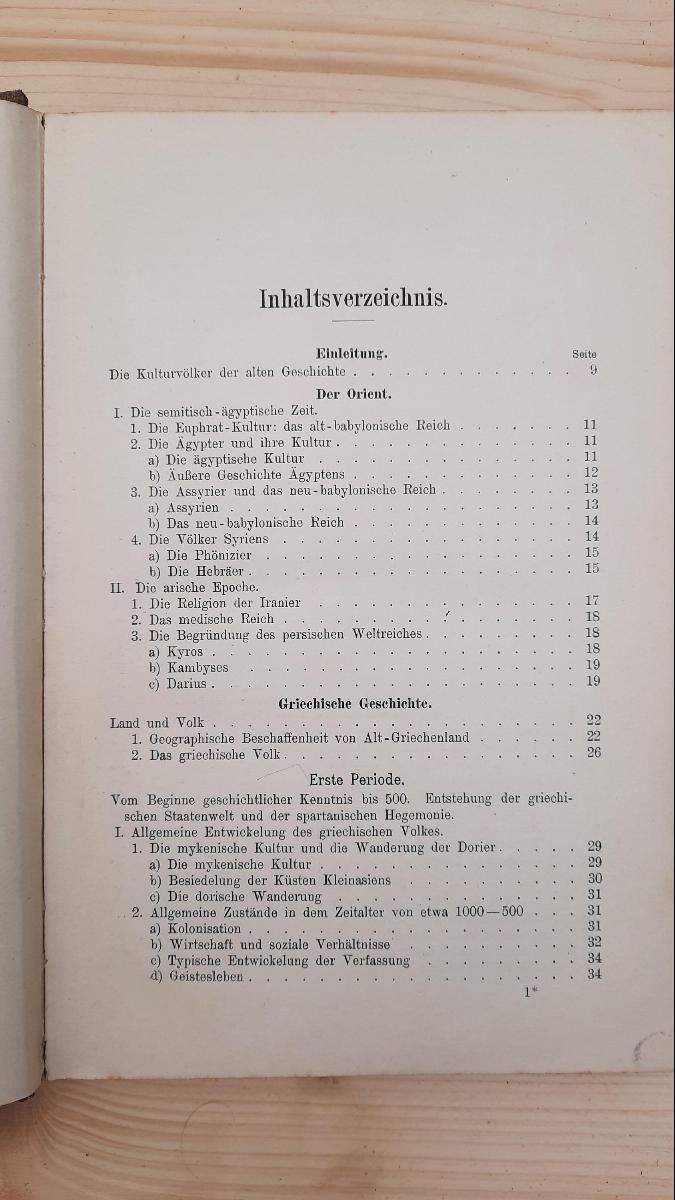 Inhaltsverzeichnis.
Einleitung.
Seite
Die Kulturvölker der alten Geschichte . . . . . . . . . . . . . 9
Der Orient.
I. Die semitisch-ägyptische Zeit.
1. Die Euphrat-Kultur: das alt-babylonische Reich . . . . . . . 11
2. Die Ägypter und ihre Kultur . . . . . . . . . . . . . 11
a) Die ägyptische Kultur . . . . . . . . . . . . . 11
b) Äußere Geschichte Ägyptens . . . . . . . . . . . . 12
3. Die Assyrier und das neu-babylonische Reich . . . . . . . . 13
a) Assyrien . . . . . . . . . . . . . . . . . 13
b) Das neu-babylonische Reich . . . . . . . . . . . . 14
4. Die Völker Syriens . . . . . . . . . . . . . . . 14
a) Die Phönizier . . . . . . . . . . . . . . . . 15
b) Die Hebräer . . . . . . . . . . . . . . . . . 15
II. Die arische Epoche.
1. Die Religion der Iranier . . . . . . . . . . . . . 17
2. Das medische Reich . . . . . . . . . . . . . . . 18
3. Die Begründung des persischen Weltreiches . . . . . . . . . 18
a) Kyros . . . . . . . . . . . . . . . . . . 18
b) Kambyses . . . . . . . . . . . . . . . . . 19
c) Darius . . . . . . . . . . . . . . . . . . 19
Griechische Geschichte.
Land und Volk . . . . . . . . . . . . . . . . . . 22
1. Geographische Beschaffenheit von Alt-Griechenland . . . . . . 22
2. Das griechische Volk . . . . . . . . . . . . . . . 26
Erste Periode.
Vom Beginne geschichtlicher Kenntnis bis 500. Entstehung der griechi-
schen Staatenwelt und der spartanischen Hegemonie.
I. Allgemeine Entwickelung des griechischen Volkes.
1. Die mykenische Kultur und die Wanderung der Dorier . . . . . 29
a) Die mykenische Kultur . . . . . . . . . . . . . 29
b) Besiedelung der Küsten Kleinasiens . . . . . . . . . . 30
c) Die dorische Wanderung . . . . . . . . . . . . . 31
2. Allgemeine Zustände in dem Zeitalter von etwa 1000—500 . . . 31
a) Kolonisation . . . . . . . . . . . . . . . . 31
b) Wirtschaft und soziale Verhältnisse . . . . . . . . . 32
c) Typische Entwickelung der Verfassung . . . . . . . . . 34
d) Geistesleben . . . . . . . . . . . . . . . . 34
1*